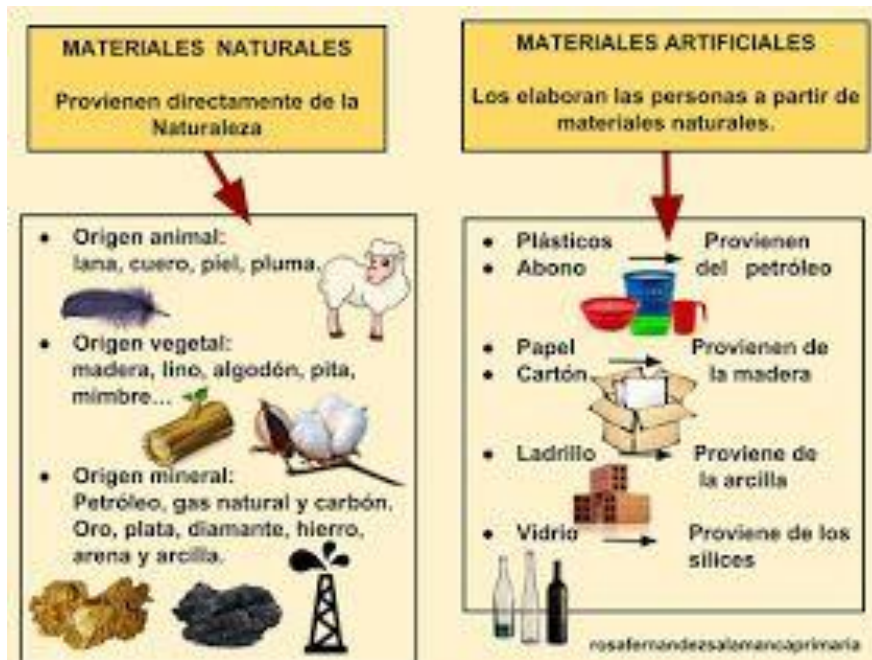 MATERIALES NATURALES
Provienen directamente de la
Naturaleza
• Origen animal:
lana, cuero, piel, pluma.
• Origen vegetal:
madera, lino, algodón, pita,
mimbre...
• Origen mineral:
Petróleo, gas natural y carbón.
Oro, plata, diamante, hierro,
arena y arcilla.
MATERIALES ARTIFICIALES
Los elaboran las personas a partir de
materiales naturales.
• Plásticos Provienen
• Abono del petróleo
• Papel Provienen de
• Cartón la madera
• Ladrillo Proviene de
la arcilla
• Vidrio Proviene de los
sílices
rosafernandezsalamancaprimaria